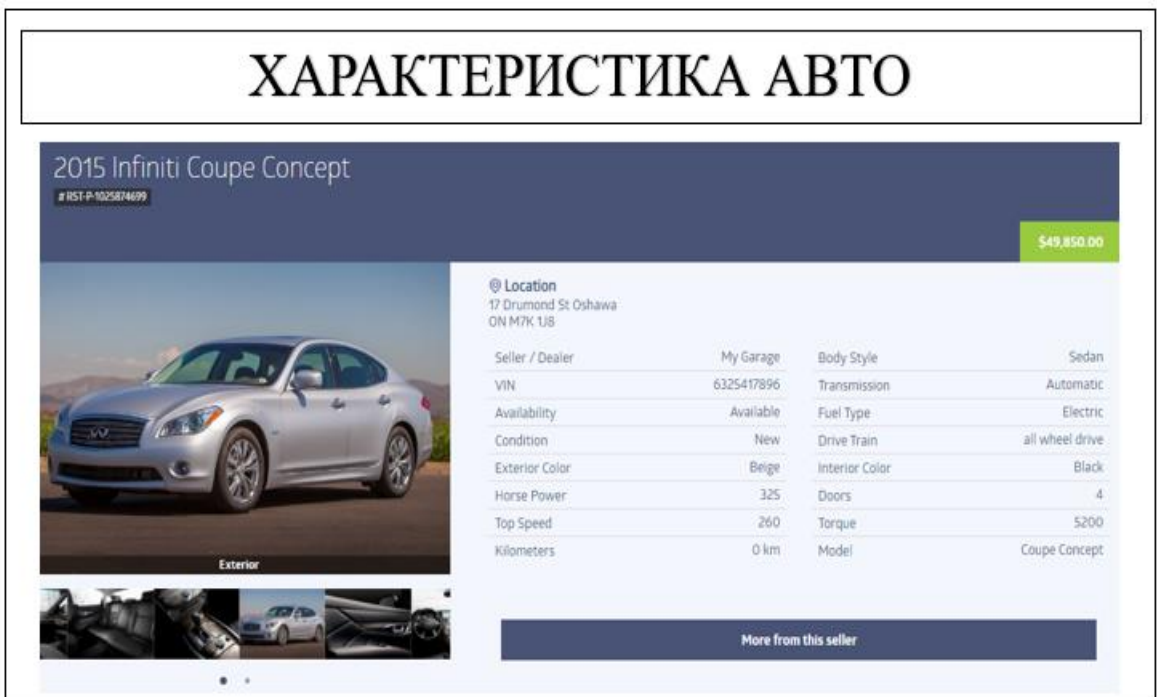 ХАРАКТЕРИСТИКА АВТО
2015 Infiniti Coupe Concept
# RST-P-1025874699
$49,850.00
Location
17 Drumond St Oshawa
ON M7K 1J8
Seller / Dealer My Garage Body Style Sedan
VIN 6325417896 Transmission Automatic
Availability Available Fuel Type Electric
Condition New Drive Train all wheel drive
Exterior Color Beige Interior Color Black
Horse Power 325 Doors 4
Top Speed 260 Torque 5200
Kilometers 0 km Model Coupe Concept
Exterior
More from this seller